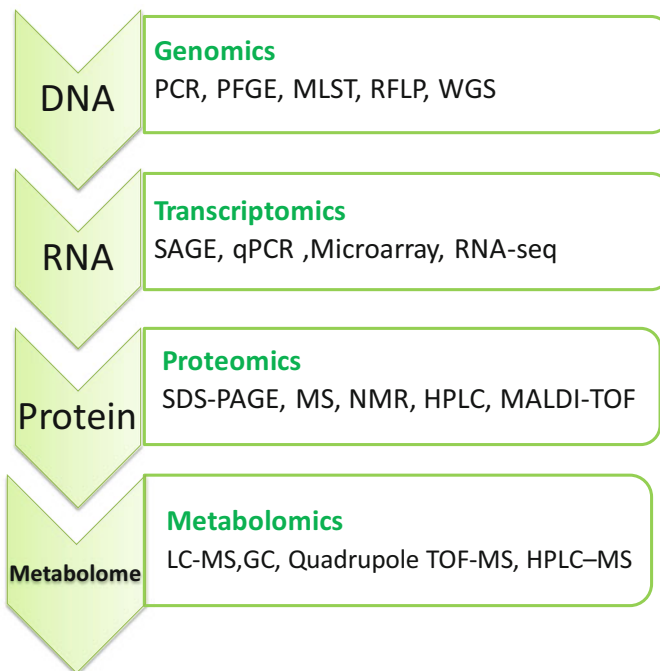 DNA
Genomics
PCR, PFGE, MLST, RFLP, WGS
RNA
Transcriptomics
SAGE, qPCR ,Microarray, RNA-seq
Protein
Proteomics
SDS-PAGE, MS, NMR, HPLC, MALDI-TOF
Metabolome
Metabolomics
LC-MS,GC, Quadrupole TOF-MS, HPLC–MS